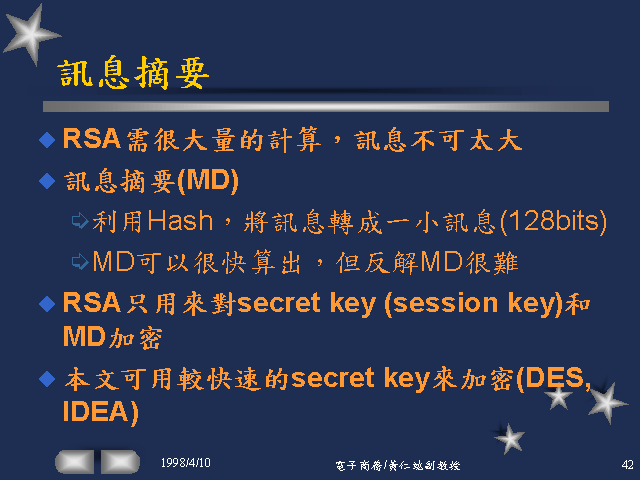 訊息摘要
RSA需很大量的計算，訊息不可太大
訊息摘要(MD)
利用Hash，將訊息轉成一小訊息(128bits)
MD可以很快算出，但反解MD很難
RSA只用來對secret key (session key)和
MD加密
本文可用較快速的secret key來加密(DES,
IDEA)
1998/4/10
電子商務/黃仁竑副教授
42